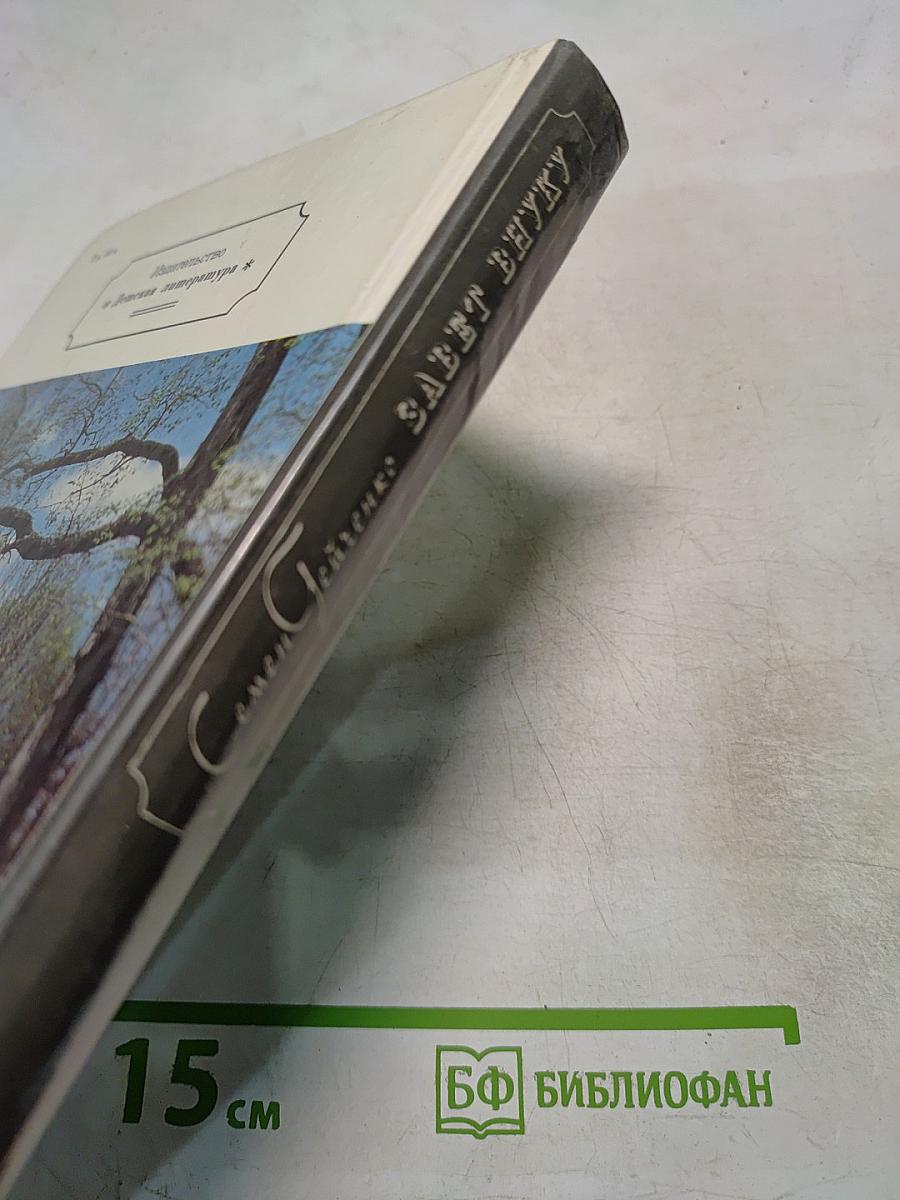 Издательство
«Детская литература»
Семен Гейченко ЗАВЕТ ВНУКУ
15 см
БФ БИБЛИОФАН